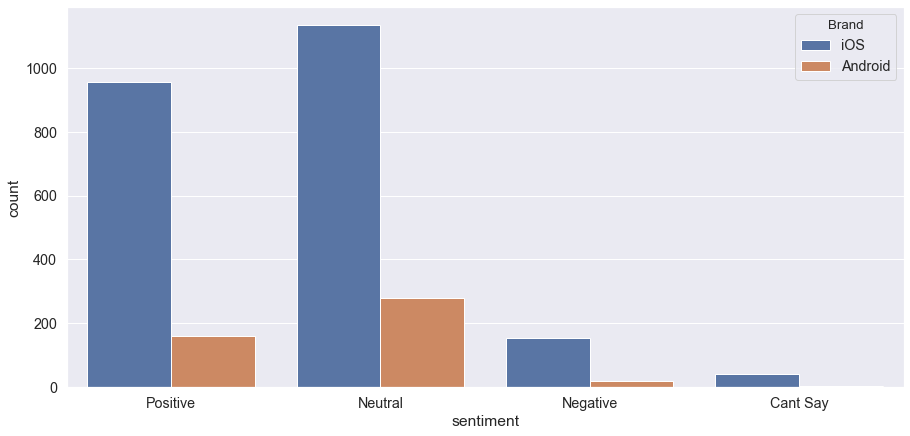 Brand
iOS
Android
1000
800
600
400
200
0
count
Positive Neutral Negative Cant Say
sentiment